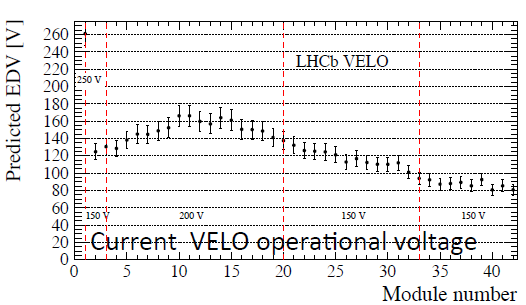 Predicted EDV [V]
260
240
220
200
180
160
140
120
100
80
60
40
20
0
LHCb VELO
250 V
150 V
200 V
150 V
150 V
Current VELO operational voltage
0 5 10 15 20 25 30 35 40
Module number